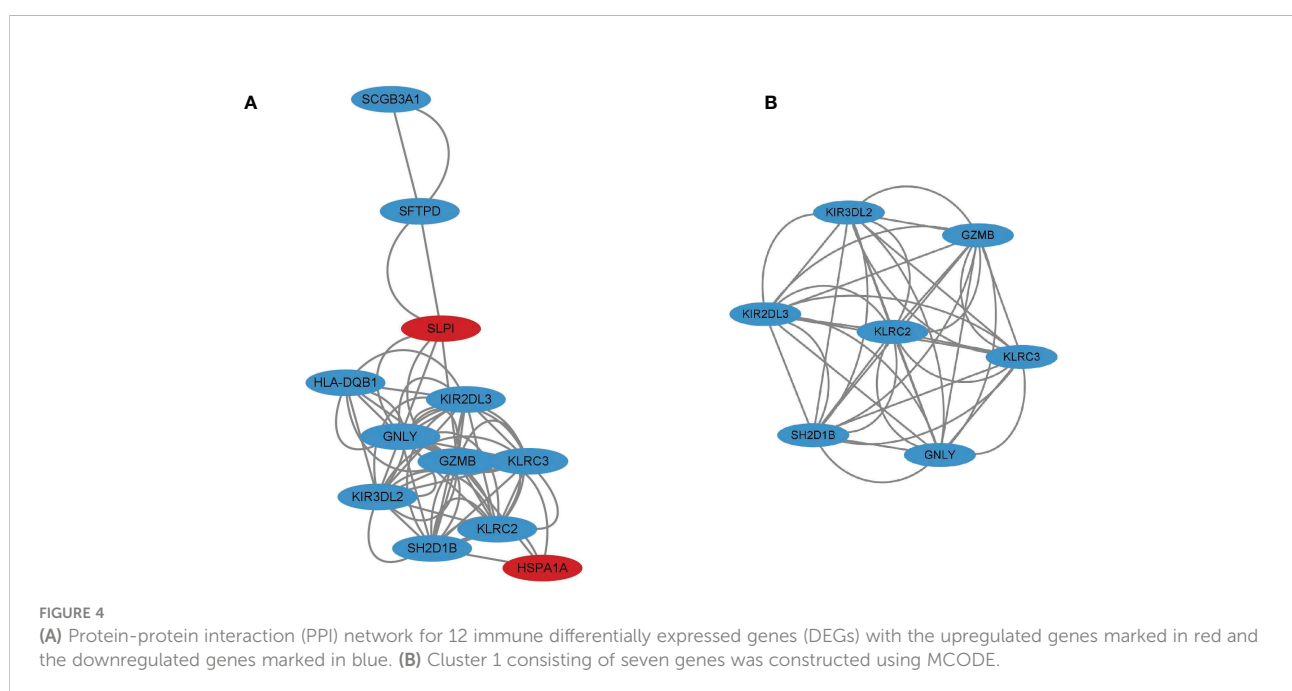 A
SCGB3A1
SFTPD
SLPI
HLA-DQB1
KIR2DL3
GNLY
GZMB
KLRC3
KIR3DL2
KLRC2
SH2D1B
HSPA1A
B
KIR3DL2
GZMB
KIR2DL3
KLRC2
KLRC3
SH2D1B
GNLY
FIGURE 4
(A) Protein-protein interaction (PPI) network for 12 immune differentially expressed genes (DEGs) with the upregulated genes marked in red and
the downregulated genes marked in blue. (B) Cluster 1 consisting of seven genes was constructed using MCODE.